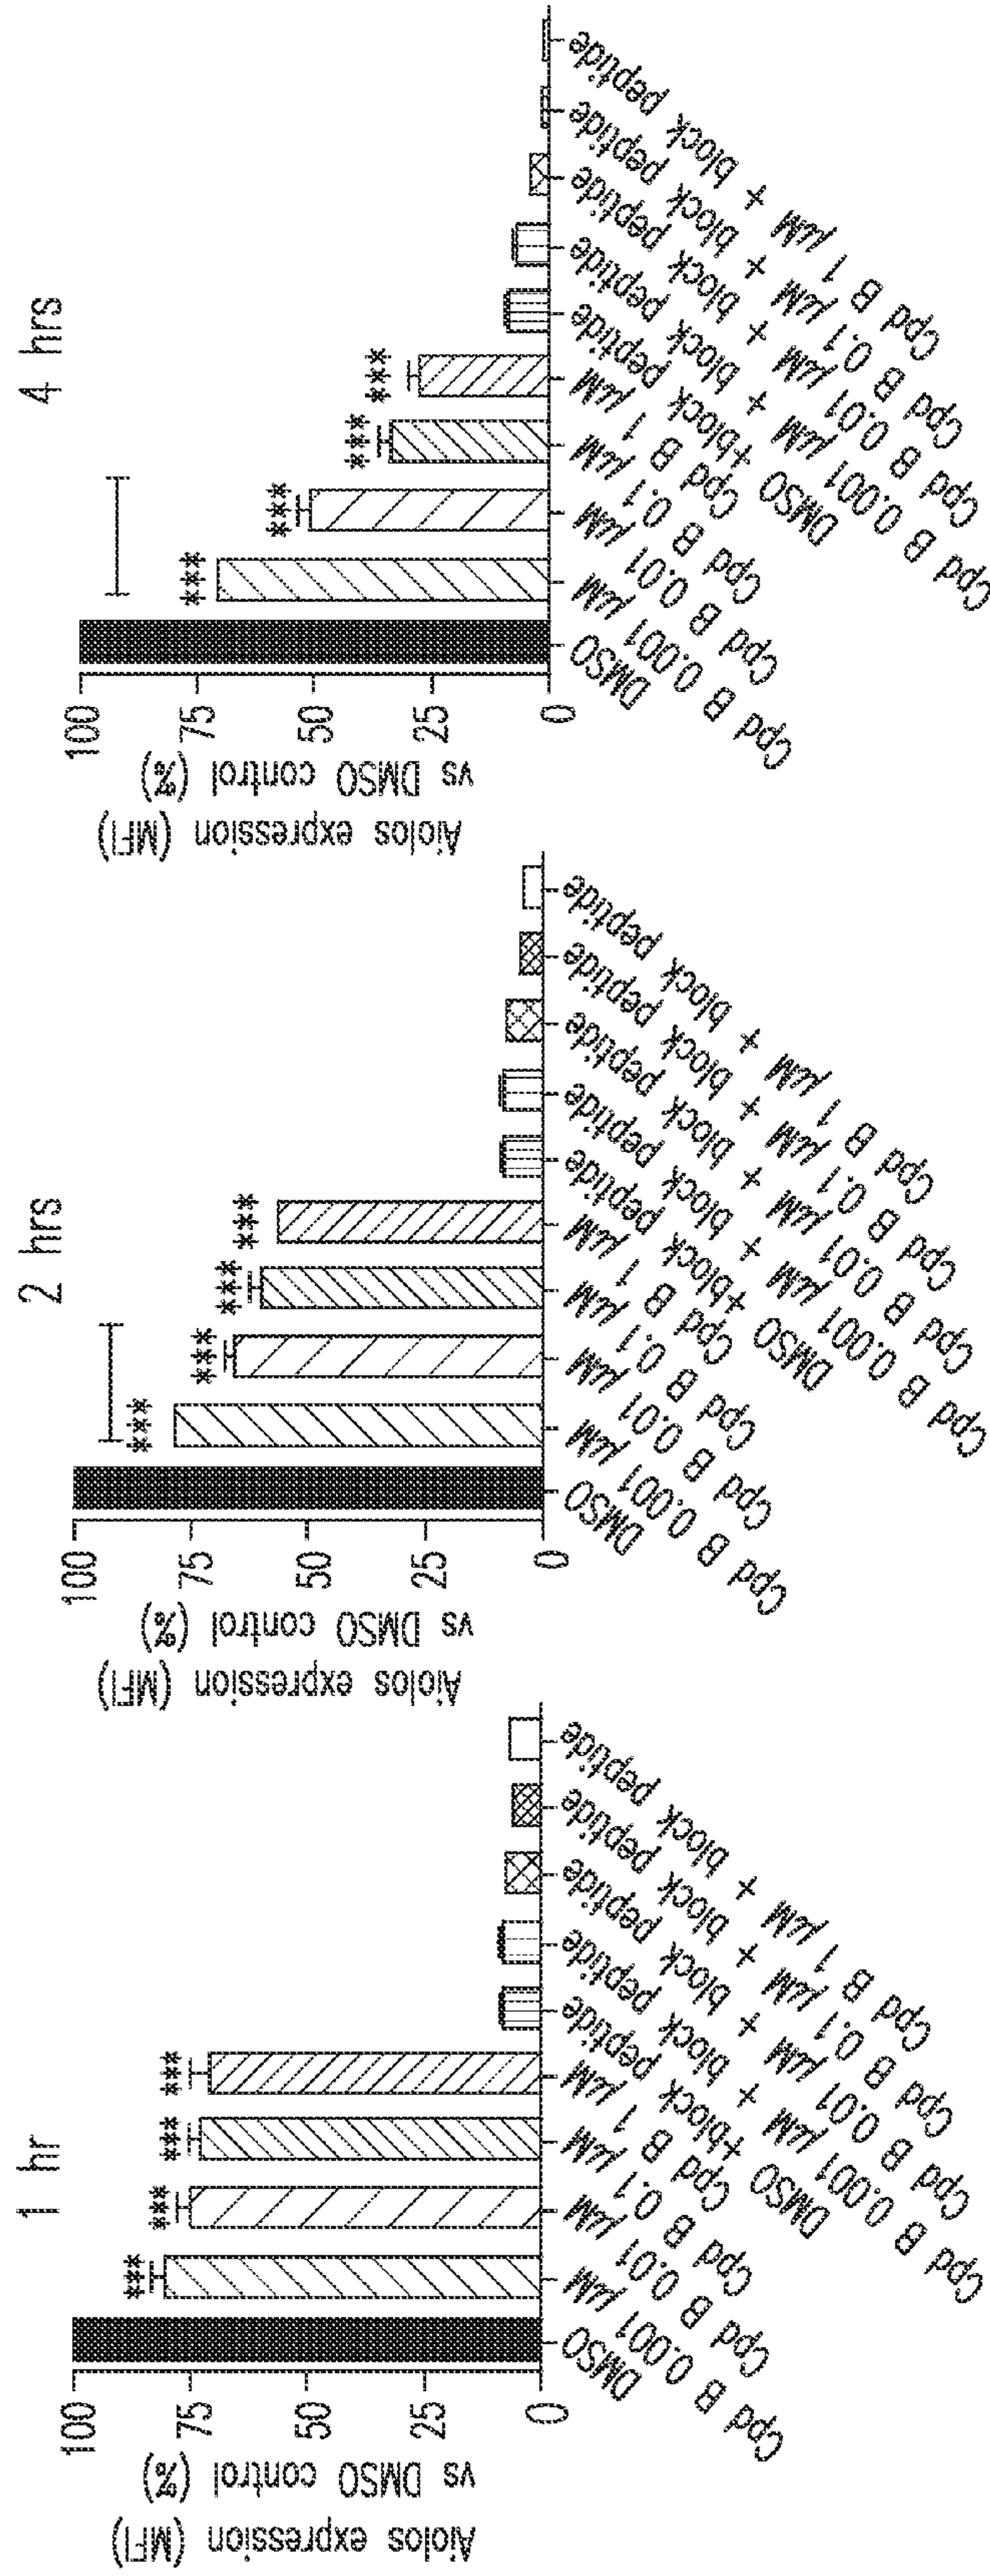 1 hr
Aiolos expression (MFI)
vs DMSO control (%)
100
75
50
25
0
***
***
***
***
DMSO
Cpd B 0.001 μM
Cpd B 0.01 μM
Cpd B 0.1 μM
Cpd B 1 μM
DMSO +block peptide
Cpd B 0.001 μM + block peptide
Cpd B 0.01 μM + block peptide
Cpd B 0.1 μM + block peptide
Cpd B 1 μM + block peptide
2 hrs
Aiolos expression (MFI)
vs DMSO control (%)
100
75
50
25
0
***
***
***
***
DMSO
Cpd B 0.001 μM
Cpd B 0.01 μM
Cpd B 0.1 μM
Cpd B 1 μM
DMSO +block peptide
Cpd B 0.001 μM + block peptide
Cpd B 0.01 μM + block peptide
Cpd B 0.1 μM + block peptide
Cpd B 1 μM + block peptide
4 hrs
Aiolos expression (MFI)
vs DMSO control (%)
100
75
50
25
0
***
***
***
***
DMSO
Cpd B 0.001 μM
Cpd B 0.01 μM
Cpd B 0.1 μM
Cpd B 1 μM
DMSO +block peptide
Cpd B 0.001 μM + block peptide
Cpd B 0.01 μM + block peptide
Cpd B 0.1 μM + block peptide
Cpd B 1 μM + block peptide